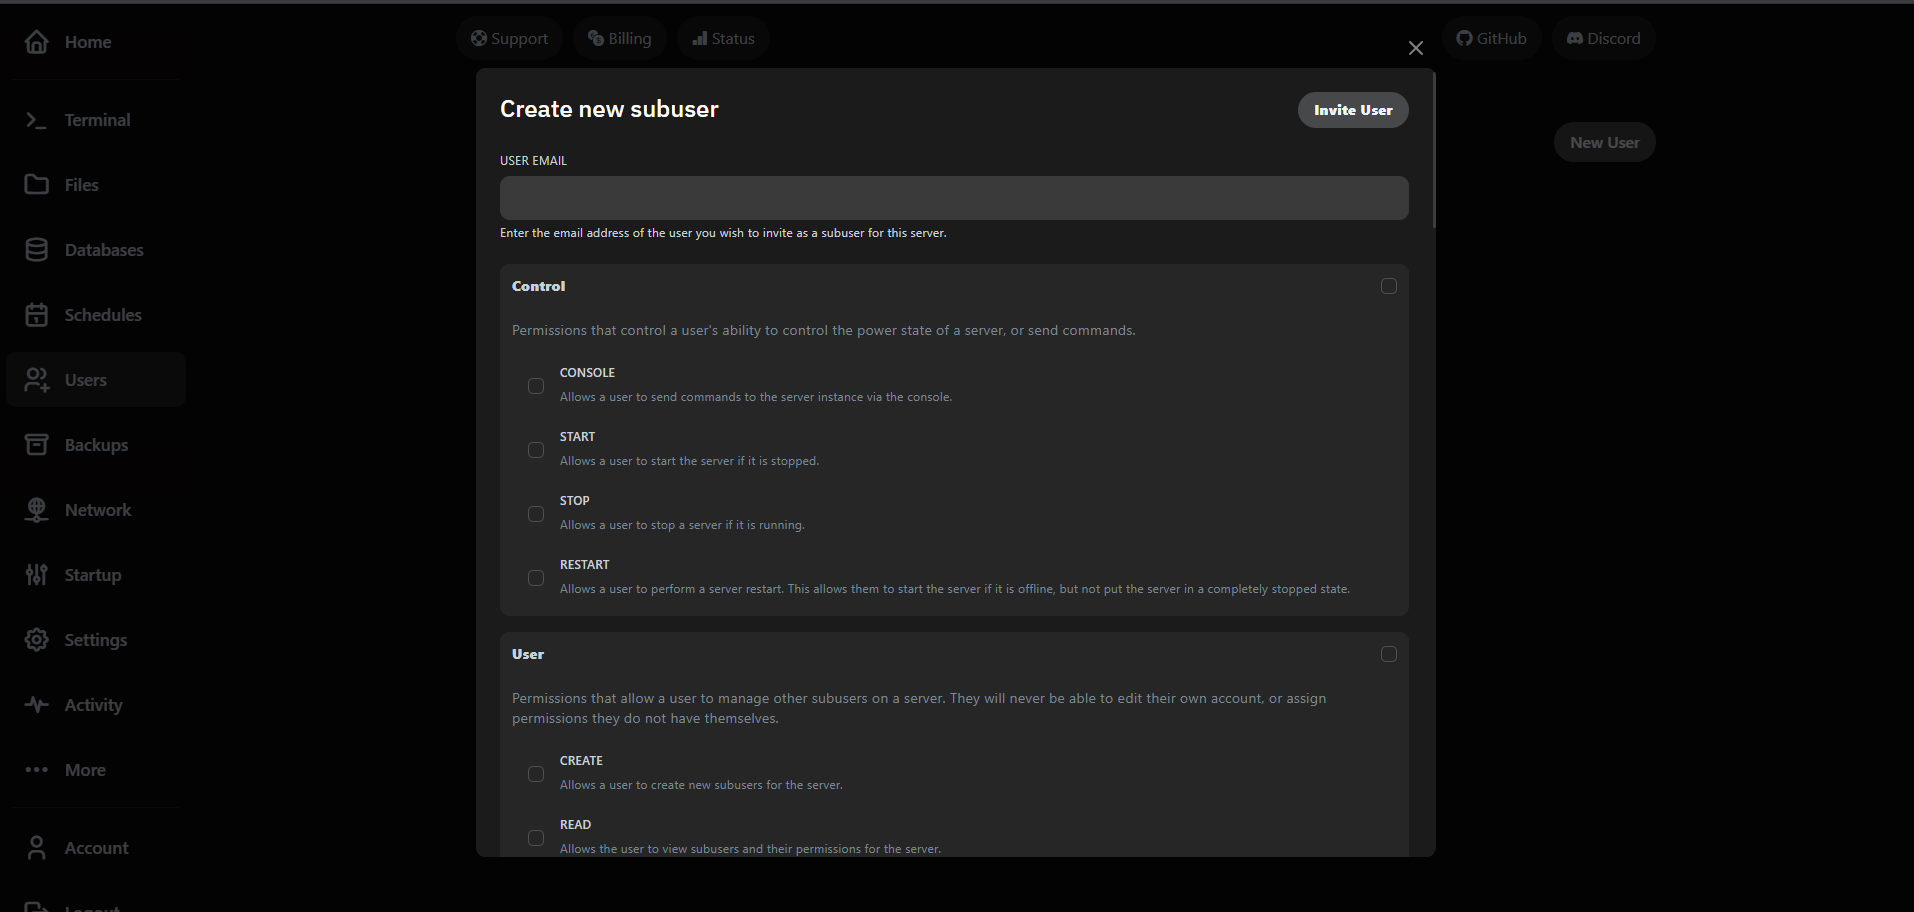 Home
Terminal
Files
Databases
Schedules
Users
Backups
Network
Startup
Settings
Activity
More
Account
Logout
Support
Billing
Status
GitHub
Discord
New User
Create new subuser
Invite User
USER EMAIL
Enter the email address of the user you wish to invite as a subuser for this server.
Control
Permissions that control a user's ability to control the power state of a server, or send commands.
CONSOLE
Allows a user to send commands to the server instance via the console.
START
Allows a user to start the server if it is stopped.
STOP
Allows a user to stop a server if it is running.
RESTART
Allows a user to perform a server restart. This allows them to start the server if it is offline, but not put the server in a completely stopped state.
User
Permissions that allow a user to manage other subusers on a server. They will never be able to edit their own account, or assign
permissions they do not have themselves.
CREATE
Allows a user to create new subusers for the server.
READ
Allows the user to view subusers and their permissions for the server.